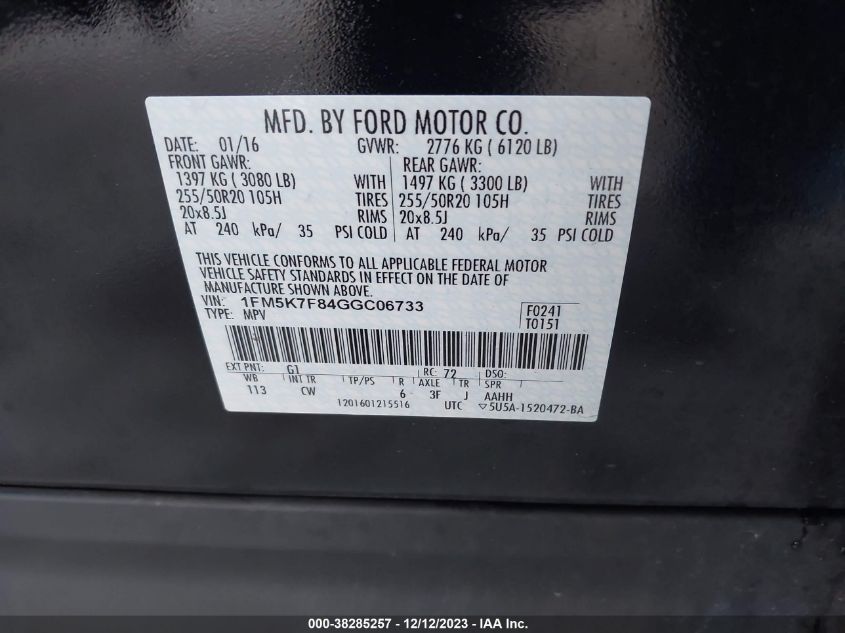 MFD. BY FORD MOTOR CO.
DATE: 01/16 GVWR: 2776 KG ( 6120 LB)
FRONT GAWR: REAR GAWR:
1397 KG ( 3080 LB) WITH 1497 KG ( 3300 LB) WITH
255/50R20 105H TIRES 255/50R20 105H TIRES
20x8.5J RIMS 20x8.5J RIMS
AT 240 kPa/ 35 PSI COLD AT 240 kPa/ 35 PSI COLD
THIS VEHICLE CONFORMS TO ALL APPLICABLE FEDERAL MOTOR
VEHICLE SAFETY STANDARDS IN EFFECT ON THE DATE OF
MANUFACTURE SHOWN ABOVE.
VIN: 1FM5K7F84GGC06733 F0241
TYPE: MPV T0151
EXT PNT: G1 RC: 72 DSO:
WB INT TR TP/PS R AXLE TR SPR
113 CW 6 3F J AAHH
1201601215516 UTC ▽5U5A-1520472-BA
000-38285257 - 12/12/2023 - IAAI Inc.